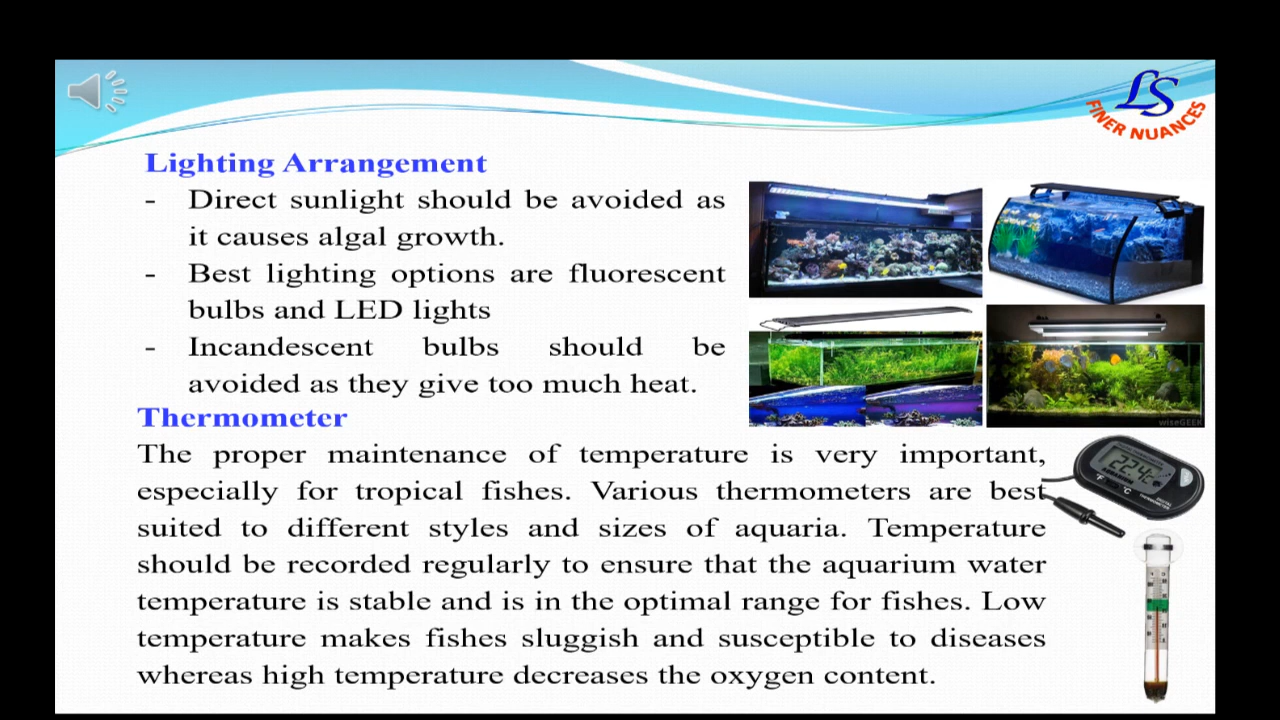 LS
FINER NUANCES
Lighting Arrangement
- Direct sunlight should be avoided as
it causes algal growth.
- Best lighting options are fluorescent
bulbs and LED lights
- Incandescent bulbs should be
avoided as they give too much heat.
wiseGEEK
Thermometer
The proper maintenance of temperature is very important,
especially for tropical fishes. Various thermometers are best
suited to different styles and sizes of aquaria. Temperature
should be recorded regularly to ensure that the aquarium water
temperature is stable and is in the optimal range for fishes. Low
temperature makes fishes sluggish and susceptible to diseases
whereas high temperature decreases the oxygen content.
22.4°C
°F °C